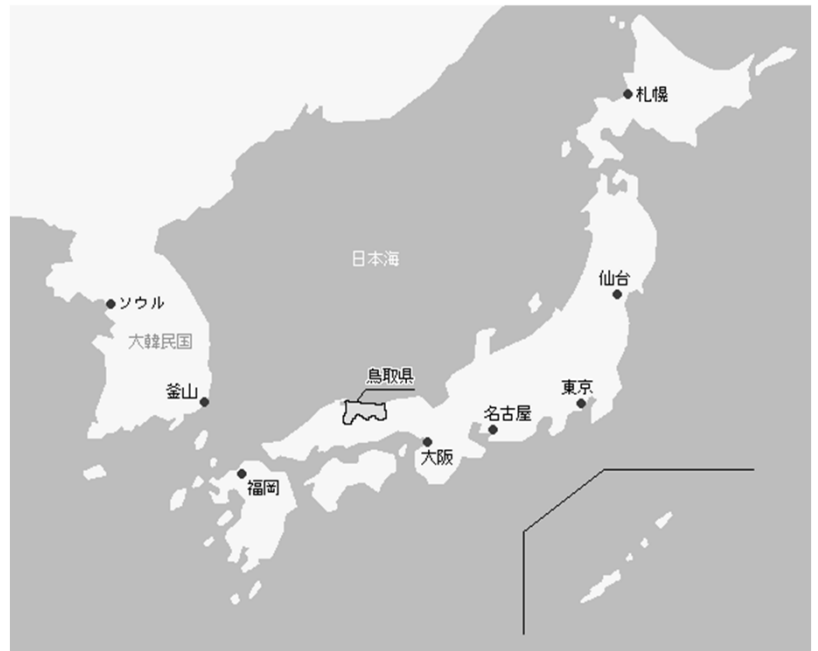 札幌
日本海
仙台
ソウル
大韓民国
鳥取県
釜山
東京
名古屋
大阪
福岡